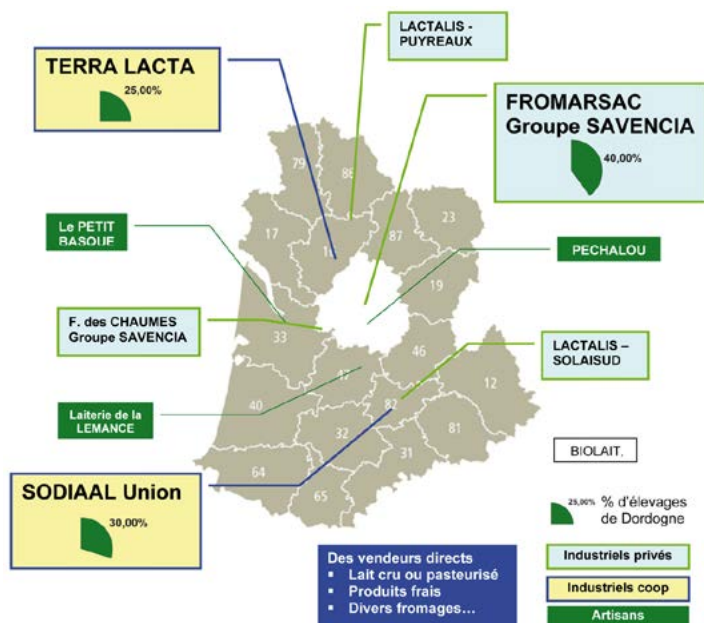 LACTALIS -
PUYREAUX
TERRA LACTA
25,00%
FROMARSAC
Groupe SAVENCIA
40,00%
79
86
23
17
87
Le PETIT
BASQUE
PECHALOU
19
F. des CHAUMES
Groupe SAVENCIA
33
46
LACTALIS –
SOLAISUD
47
12
40
82
Laiterie de la
LEMANCE
32
81
31
64
65
BIOLAIT,
SODIAAL Union
30,00%
25,00%
% d'élevages
de Dordogne
Des vendeurs directs
▪ Lait cru ou pasteurisé
▪ Produits frais
▪ Divers fromages…
Industriels privés
Industriels coop
Artisans